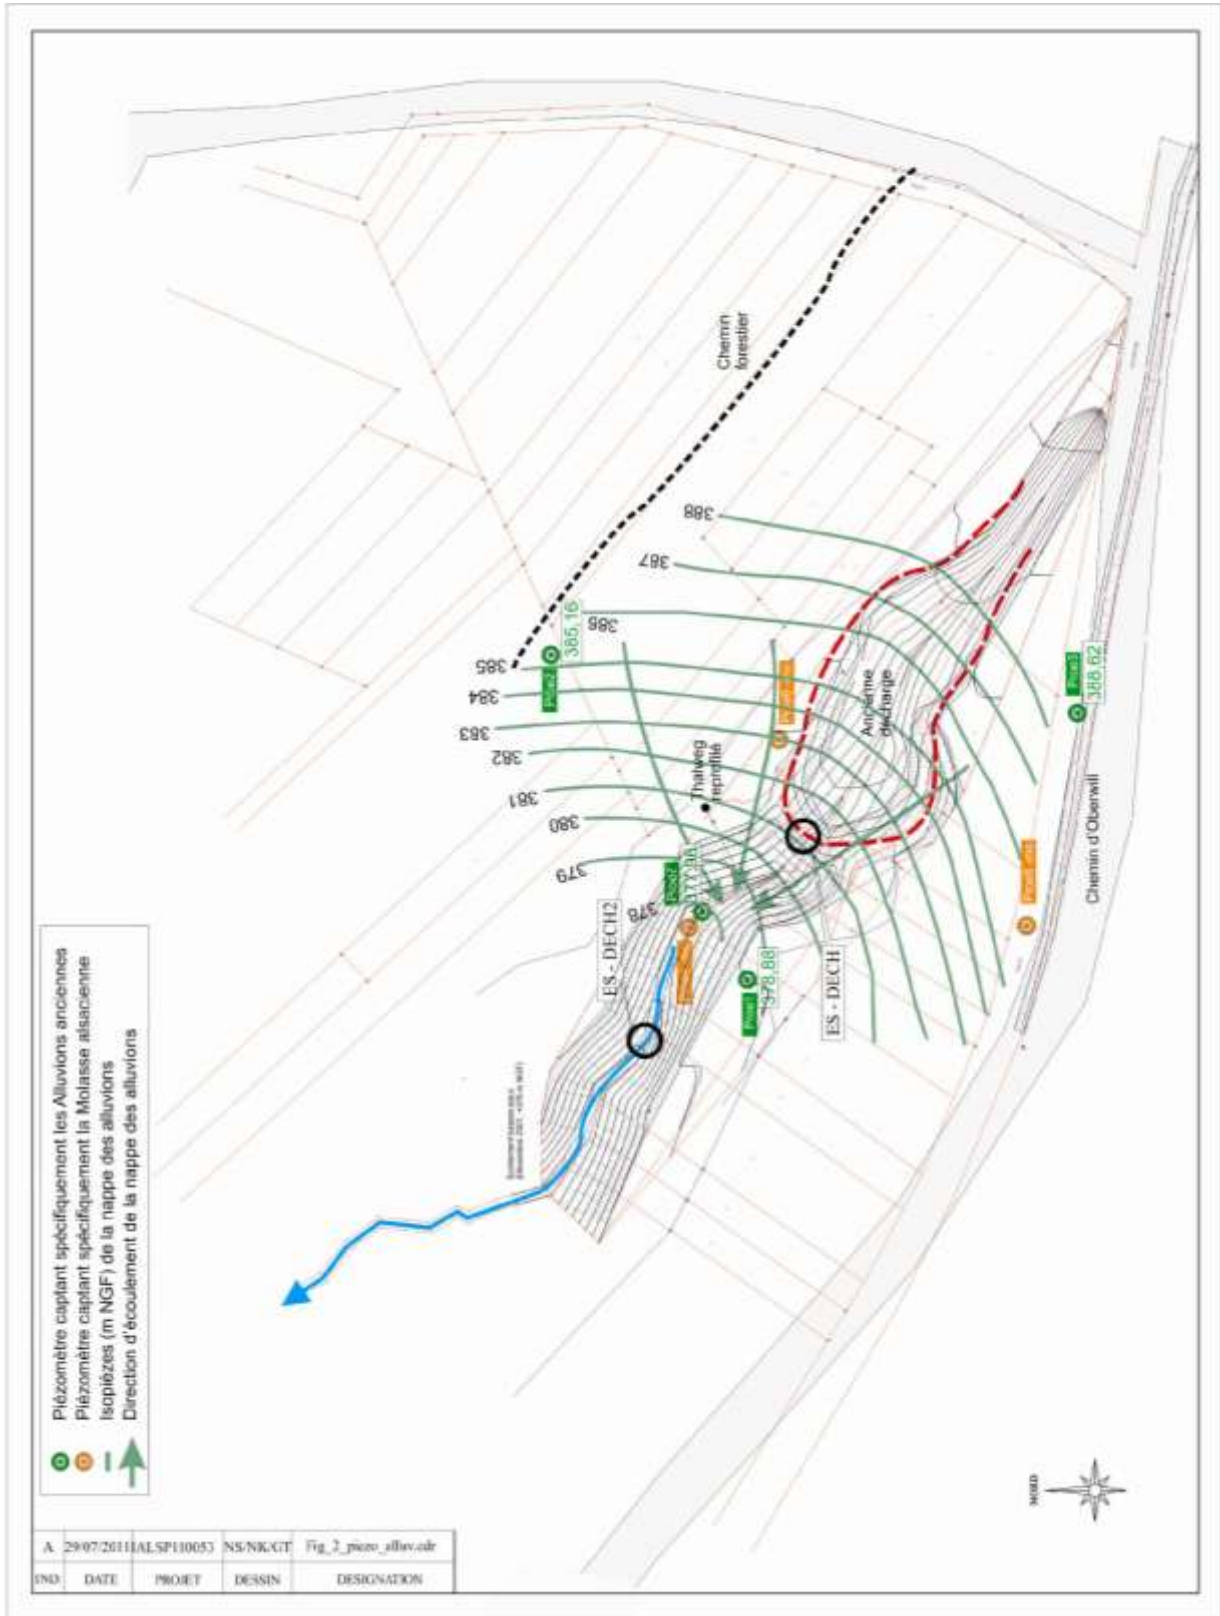 Piézomètre captant spécifiquement les Alluvions anciennes
Piézomètre captant spécifiquement la Molasse alsacienne
Isopièzes (m NGF) de la nappe des alluvions
Direction d'écoulement de la nappe des alluvions
Chemin
forestier
388
387
386
385
384
383
382
381
380
379
378
385,16
Thalweg
reprofilé
Ancienne
décharge
388,62
378,88
ES - DECH2
ES - DECH
Chemin d'Oberwill
NORD
A 29/07/2011 IALSP110053 NS/NK/GT Fig_2_piezo_alluv.cdr
IND DATE PROJET DESSIN DESIGNATION